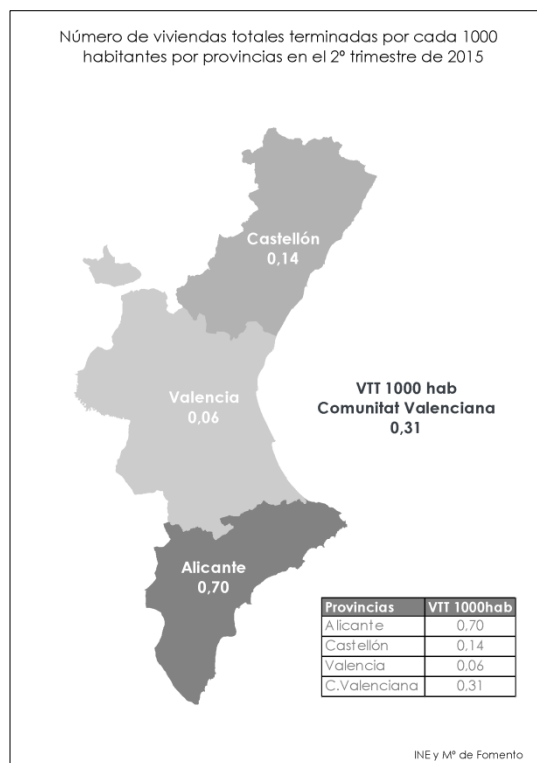 Número de viviendas totales terminadas por cada 1000
habitantes por provincias en el 2º trimestre de 2015
Castellón
0,14
Valencia
0,06
VTT 1000 hab
Comunitat Valenciana
0,31
Alicante
0,70
Provincias VTT 1000hab
Alicante 0,70
Castellón 0,14
Valencia 0,06
C.Valenciana 0,31
INE y Mº de Fomento